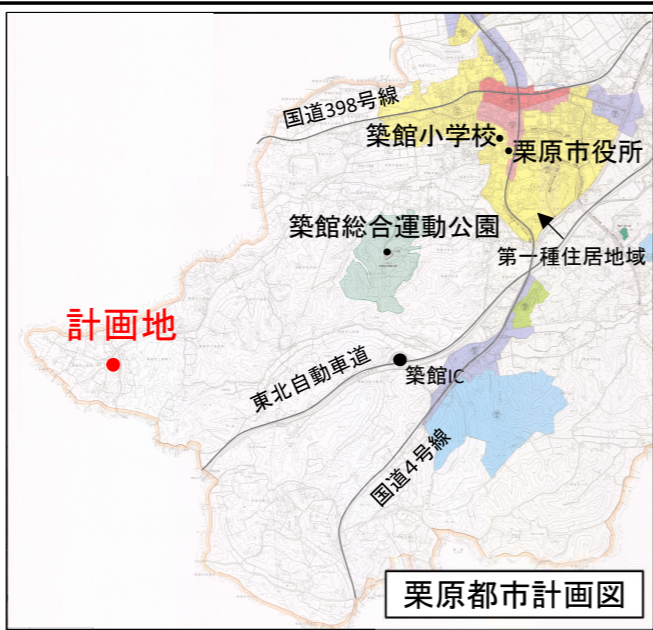 国道398号線
築館小学校
栗原市役所
築館総合運動公園
第一種住居地域
計画地
東北自動車道
築館IC
国道4号線
栗原都市計画図